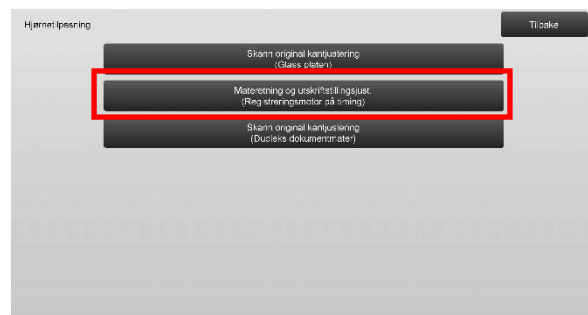 Hjørnetilpasning
Tilbake
Skann original kantjustering
(Glass platen)
Materetning og utskriftstillingsjust.
(Registreringsmotor på timing)
Skann original kantjustering
(Dupleks dokumentmater)